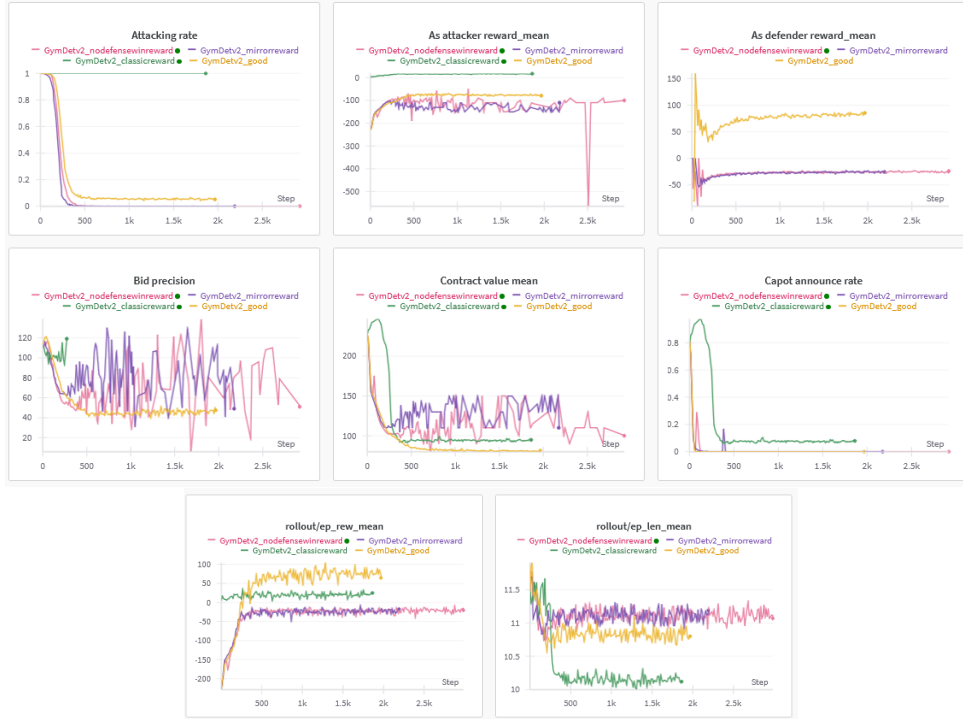 Attacking rate
GymDetv2_nodefensewinreward GymDetv2_mirrorreward
GymDetv2_classicreward GymDetv2_good
1
0.8
0.6
0.4
0.2
0
Step
0 500 1k 1.5k 2k 2.5k
As attacker reward_mean
GymDetv2_nodefensewinreward GymDetv2_mirrorreward
GymDetv2_classicreward GymDetv2_good
0
-100
-200
-300
-400
-500
Step
0 500 1k 1.5k 2k 2.5k
As defender reward_mean
GymDetv2_nodefensewinreward GymDetv2_mirrorreward
GymDetv2_good
150
100
50
0
-50
Step
0 500 1k 1.5k 2k 2.5k
Bid precision
GymDetv2_nodefensewinreward GymDetv2_mirrorreward
GymDetv2_classicreward GymDetv2_good
120
100
80
60
40
20
Step
0 500 1k 1.5k 2k 2.5k
Contract value mean
GymDetv2_nodefensewinreward GymDetv2_mirrorreward
GymDetv2_classicreward GymDetv2_good
200
150
100
Step
0 500 1k 1.5k 2k 2.5k
Capot announce rate
GymDetv2_nodefensewinreward GymDetv2_mirrorreward
GymDetv2_classicreward GymDetv2_good
0.8
0.6
0.4
0.2
0
Step
0 500 1k 1.5k 2k 2.5k
rollout/ep_rew_mean
GymDetv2_nodefensewinreward GymDetv2_mirrorreward
GymDetv2_classicreward GymDetv2_good
100
50
0
-50
-100
-150
-200
Step
500 1k 1.5k 2k 2.5k
rollout/ep_len_mean
GymDetv2_nodefensewinreward GymDetv2_mirrorreward
GymDetv2_classicreward GymDetv2_good
11.5
11
10.5
10
Step
500 1k 1.5k 2k 2.5k